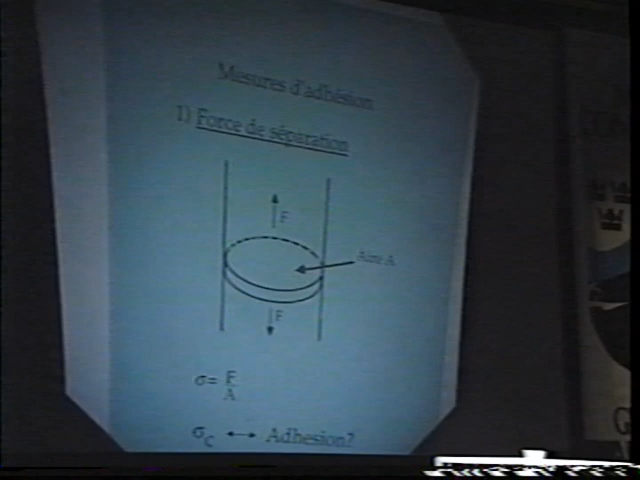 Mesures d'adhésion
1) Force de séparation
F
Aire A
F
σ = F
A
σC ↔ Adhesion?